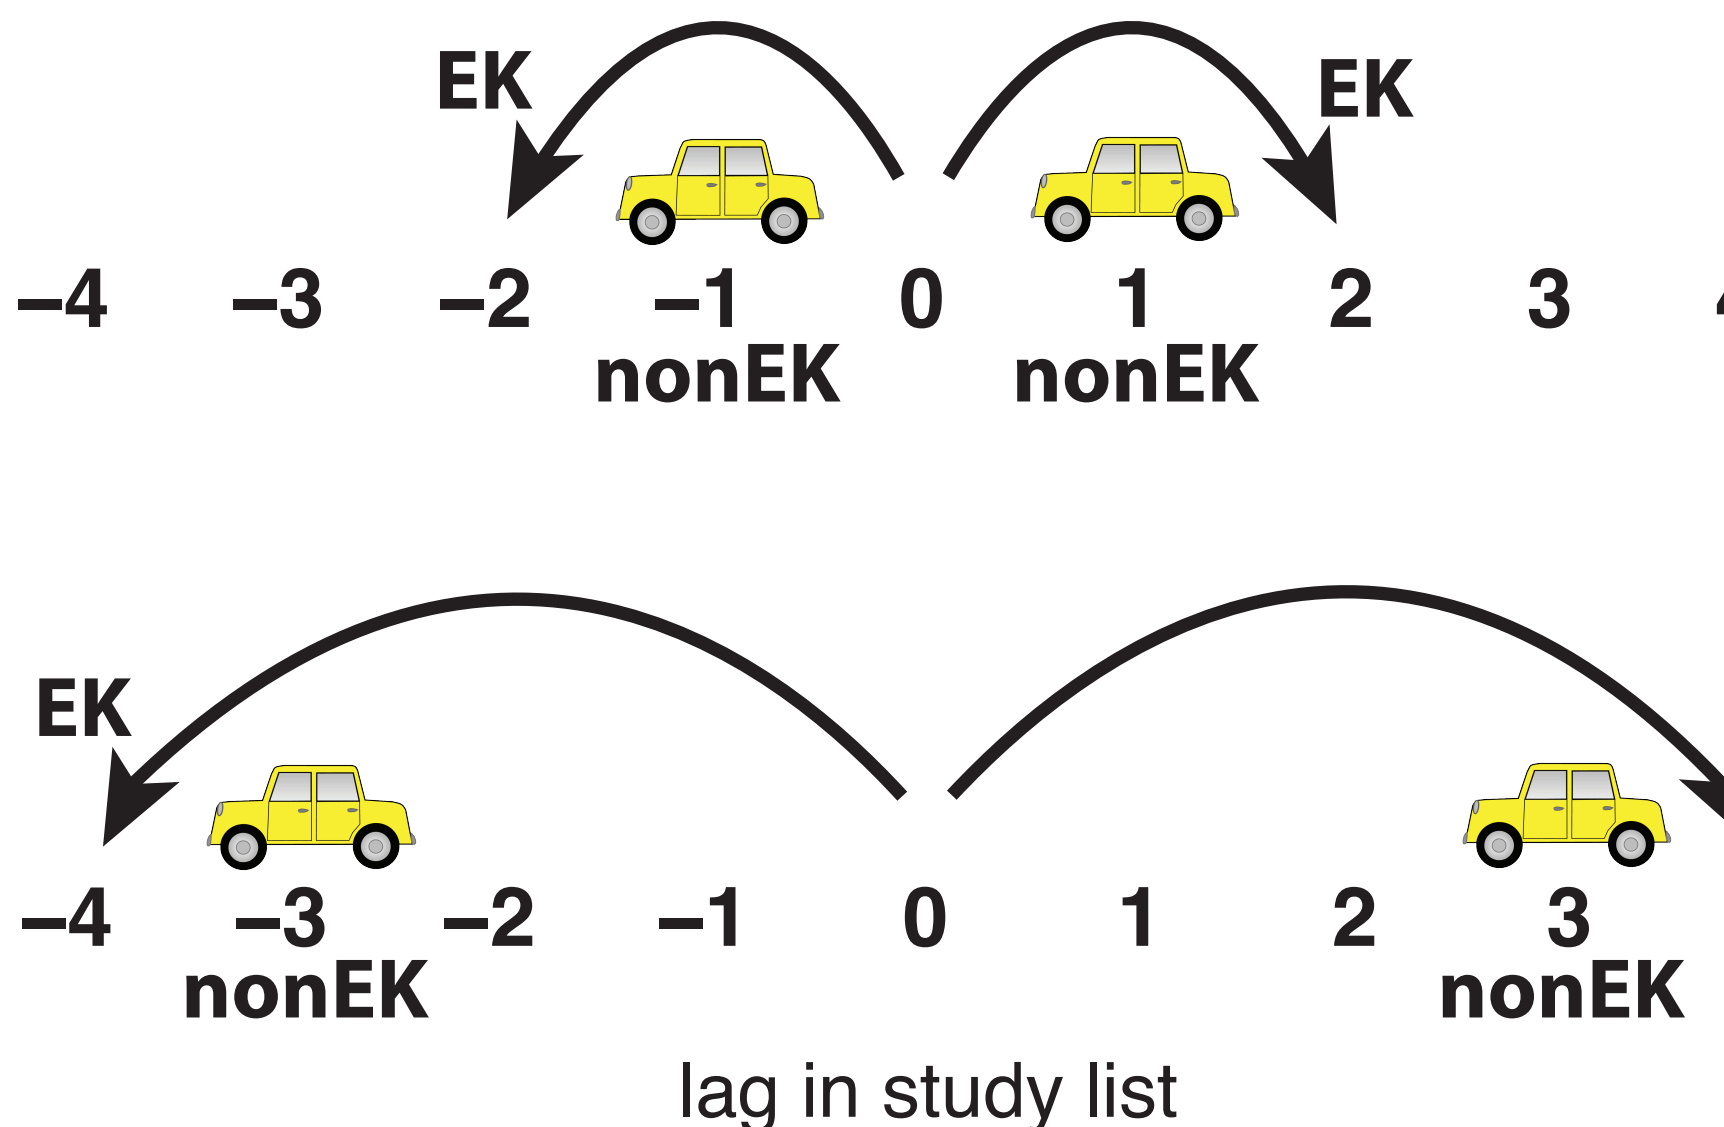 EK EK
–4 –3 –2 –1 0 1 2 3
nonEK nonEK
EK
–4 –3 –2 –1 0 1 2 3
nonEK nonEK
lag in study list